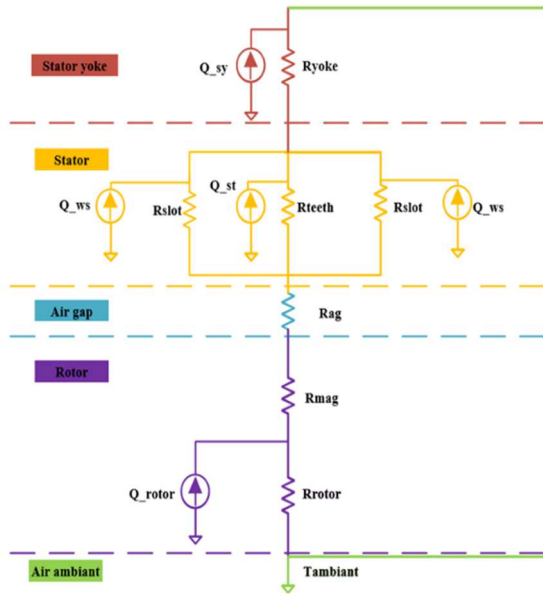 Stator yoke
Q_sy
Ryoke
Stator
Q_ws
Rslot
Q_st
Rteeth
Rslot
Q_ws
Air gap
Rag
Rotor
Rmag
Q_rotor
Rrotor
Air ambiant
Tambiant